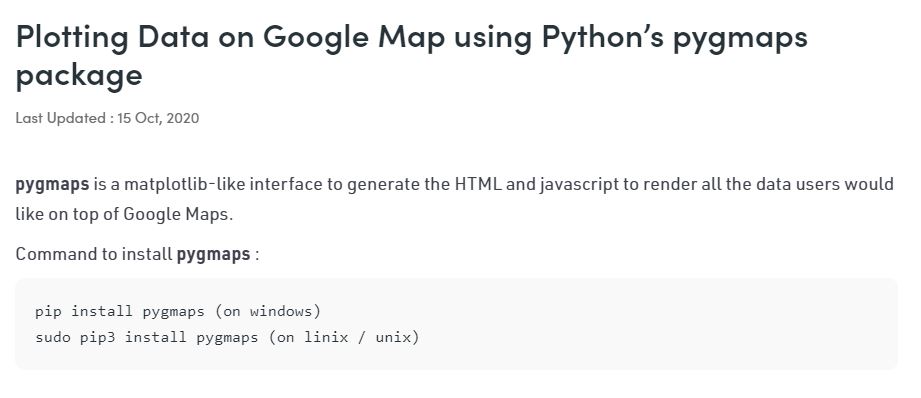 Plotting Data on Google Map using Python’s pygmaps
package
Last Updated : 15 Oct, 2020
pygmaps is a matplotlib-like interface to generate the HTML and javascript to render all the data users would
like on top of Google Maps.
Command to install pygmaps :
pip install pygmaps (on windows)
sudo pip3 install pygmaps (on linix / unix)